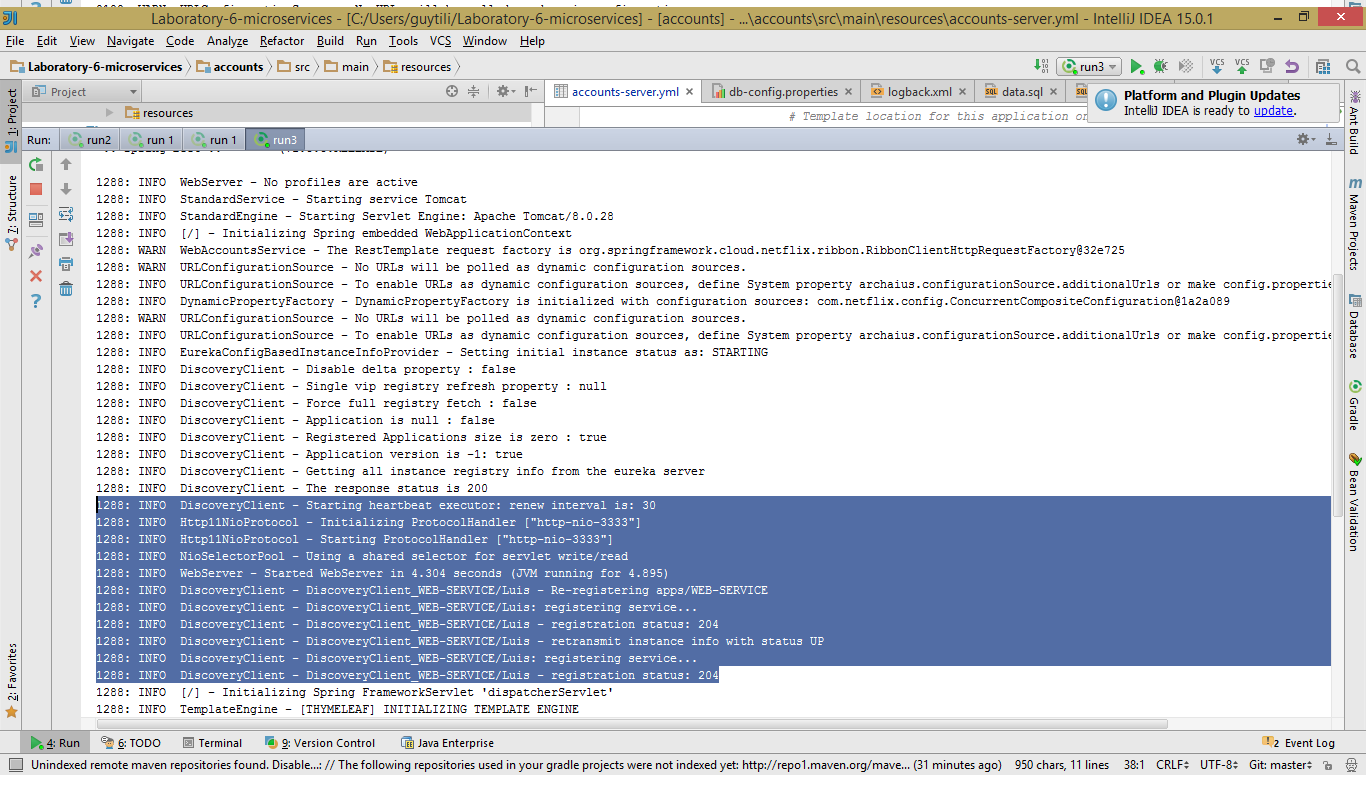 Laboratory-6-microservices - [C:/Users/guytili/Laboratory-6-microservices] - [accounts] - ...\accounts\src\main\resources\accounts-server.yml - IntelliJ IDEA 15.0.1
File Edit View Navigate Code Analyze Refactor Build Run Tools VCS Window Help
Laboratory-6-microservices accounts src main resources run3 VCS VCS
1: Project Project accounts-server.yml db-config.properties logback.xml data.sql
Platform and Plugin Updates
IntelliJ IDEA is ready to update.
resources
# Template location for this application
Run: run2 run 1 run 1 run3
1288: INFO WebServer - No profiles are active
1288: INFO StandardService - Starting service Tomcat
1288: INFO StandardEngine - Starting Servlet Engine: Apache Tomcat/8.0.28
1288: INFO [/] - Initializing Spring embedded WebApplicationContext
1288: WARN WebAccountsService - The RestTemplate request factory is org.springframework.cloud.netflix.ribbon.RibbonClientHttpRequestFactory@32e725
1288: WARN URLConfigurationSource - No URLs will be polled as dynamic configuration sources.
1288: INFO URLConfigurationSource - To enable URLs as dynamic configuration sources, define System property archaius.configurationSource.additionalUrls or make config.propertie
1288: INFO DynamicPropertyFactory - DynamicPropertyFactory is initialized with configuration sources: com.netflix.config.ConcurrentCompositeConfiguration@1a2a089
1288: WARN URLConfigurationSource - No URLs will be polled as dynamic configuration sources.
1288: INFO URLConfigurationSource - To enable URLs as dynamic configuration sources, define System property archaius.configurationSource.additionalUrls or make config.propertie
1288: INFO EurekaConfigBasedInstanceInfoProvider - Setting initial instance status as: STARTING
1288: INFO DiscoveryClient - Disable delta property : false
1288: INFO DiscoveryClient - Single vip registry refresh property : null
1288: INFO DiscoveryClient - Force full registry fetch : false
1288: INFO DiscoveryClient - Application is null : false
1288: INFO DiscoveryClient - Registered Applications size is zero : true
1288: INFO DiscoveryClient - Application version is -1: true
1288: INFO DiscoveryClient - Getting all instance registry info from the eureka server
1288: INFO DiscoveryClient - The response status is 200
1288: INFO DiscoveryClient - Starting heartbeat executor: renew interval is: 30
1288: INFO Http11NioProtocol - Initializing ProtocolHandler ["http-nio-3333"]
1288: INFO Http11NioProtocol - Starting ProtocolHandler ["http-nio-3333"]
1288: INFO NioSelectorPool - Using a shared selector for servlet write/read
1288: INFO WebServer - Started WebServer in 4.304 seconds (JVM running for 4.895)
1288: INFO DiscoveryClient - DiscoveryClient_WEB-SERVICE/Luis - Re-registering apps/WEB-SERVICE
1288: INFO DiscoveryClient - DiscoveryClient_WEB-SERVICE/Luis: registering service...
1288: INFO DiscoveryClient - DiscoveryClient_WEB-SERVICE/Luis - registration status: 204
1288: INFO DiscoveryClient - DiscoveryClient_WEB-SERVICE/Luis - retransmit instance info with status UP
1288: INFO DiscoveryClient - DiscoveryClient_WEB-SERVICE/Luis: registering service...
1288: INFO DiscoveryClient - DiscoveryClient_WEB-SERVICE/Luis - registration status: 204
1288: INFO [/] - Initializing Spring FrameworkServlet 'dispatcherServlet'
1288: INFO TemplateEngine - [THYMELEAF] INITIALIZING TEMPLATE ENGINE
7: Structure
2: Favorites
Ant Build
Maven Projects
Database
Gradle
Bean Validation
4: Run 6: TODO Terminal 9: Version Control Java Enterprise 2 Event Log
Unindexed remote maven repositories found. Disable...: // The following repositories used in your gradle projects were not indexed yet: http://repo1.maven.org/mave... (31 minutes ago) 950 chars, 11 lines 38:1 CRLF UTF-8 Git: master